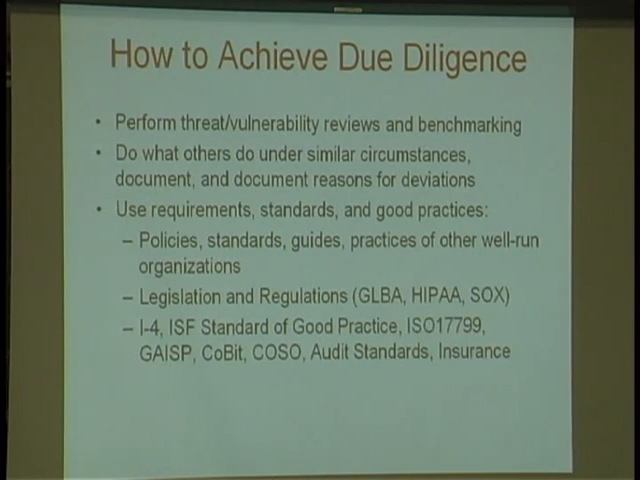 How to Achieve Due Diligence
• Perform threat/vulnerability reviews and benchmarking
• Do what others do under similar circumstances,
document, and document reasons for deviations
• Use requirements, standards, and good practices:
– Policies, standards, guides, practices of other well-run
organizations
– Legislation and Regulations (GLBA, HIPAA, SOX)
– I-4, ISF Standard of Good Practice, ISO17799,
GAISP, CoBit, COSO, Audit Standards, Insurance